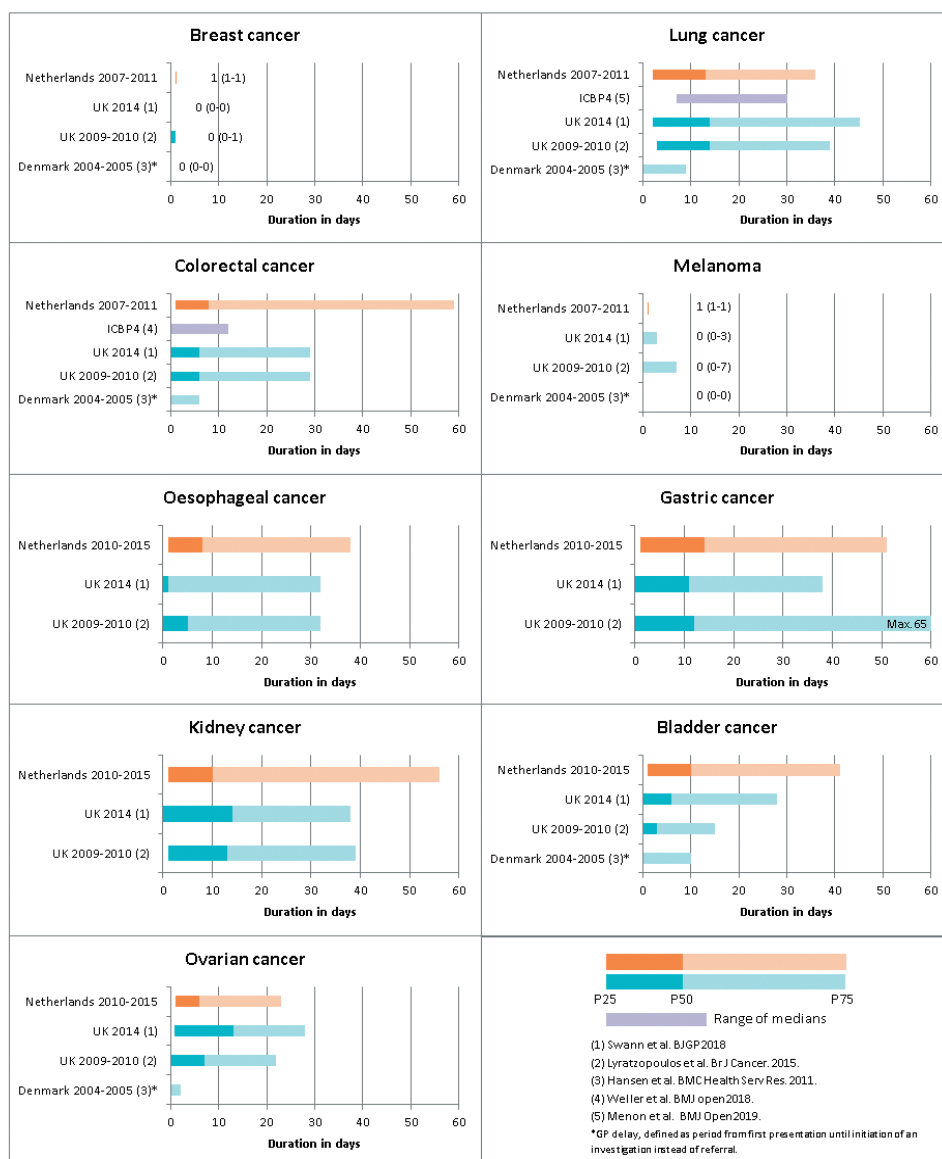 Breast cancer
Netherlands 2007-2011 1 (1-1)
UK 2014 (1) 0 (0-0)
UK 2009-2010 (2) 0 (0-1)
Denmark 2004-2005 (3)* 0 (0-0)
0 10 20 30 40 50 60
Duration in days
Lung cancer
Netherlands 2007-2011
ICBP4 (5)
UK 2014 (1)
UK 2009-2010 (2)
Denmark 2004-2005 (3)*
0 10 20 30 40 50 60
Duration in days
Colorectal cancer
Netherlands 2007-2011
ICBP4 (4)
UK 2014 (1)
UK 2009-2010 (2)
Denmark 2004-2005 (3)*
0 10 20 30 40 50 60
Duration in days
Melanoma
Netherlands 2007-2011 1 (1-1)
UK 2014 (1) 0 (0-3)
UK 2009-2010 (2) 0 (0-7)
Denmark 2004-2005 (3)* 0 (0-0)
0 10 20 30 40 50 60
Duration in days
Oesophageal cancer
Netherlands 2010-2015
UK 2014 (1)
UK 2009-2010 (2)
0 10 20 30 40 50 60
Duration in days
Gastric cancer
Netherlands 2010-2015
UK 2014 (1)
UK 2009-2010 (2) Max. 65
0 10 20 30 40 50 60
Duration in days
Kidney cancer
Netherlands 2010-2015
UK 2014 (1)
UK 2009-2010 (2)
0 10 20 30 40 50 60
Duration in days
Bladder cancer
Netherlands 2010-2015
UK 2014 (1)
UK 2009-2010 (2)
Denmark 2004-2005 (3)*
0 10 20 30 40 50 60
Duration in days
Ovarian cancer
Netherlands 2010-2015
UK 2014 (1)
UK 2009-2010 (2)
Denmark 2004-2005 (3)*
0 10 20 30 40 50 60
Duration in days
P25 P50 P75
Range of medians
(1) Swann et al. BJGP 2018
(2) Lyratzopoulos et al. Br J Cancer. 2015.
(3) Hansen et al. BMC Health Serv Res. 2011.
(4) Weller et al. BMJ open 2018.
(5) Menon et al. BMJ Open 2019.
*GP delay, defined as period from first presentation until initiation of an
investigation instead of referral.